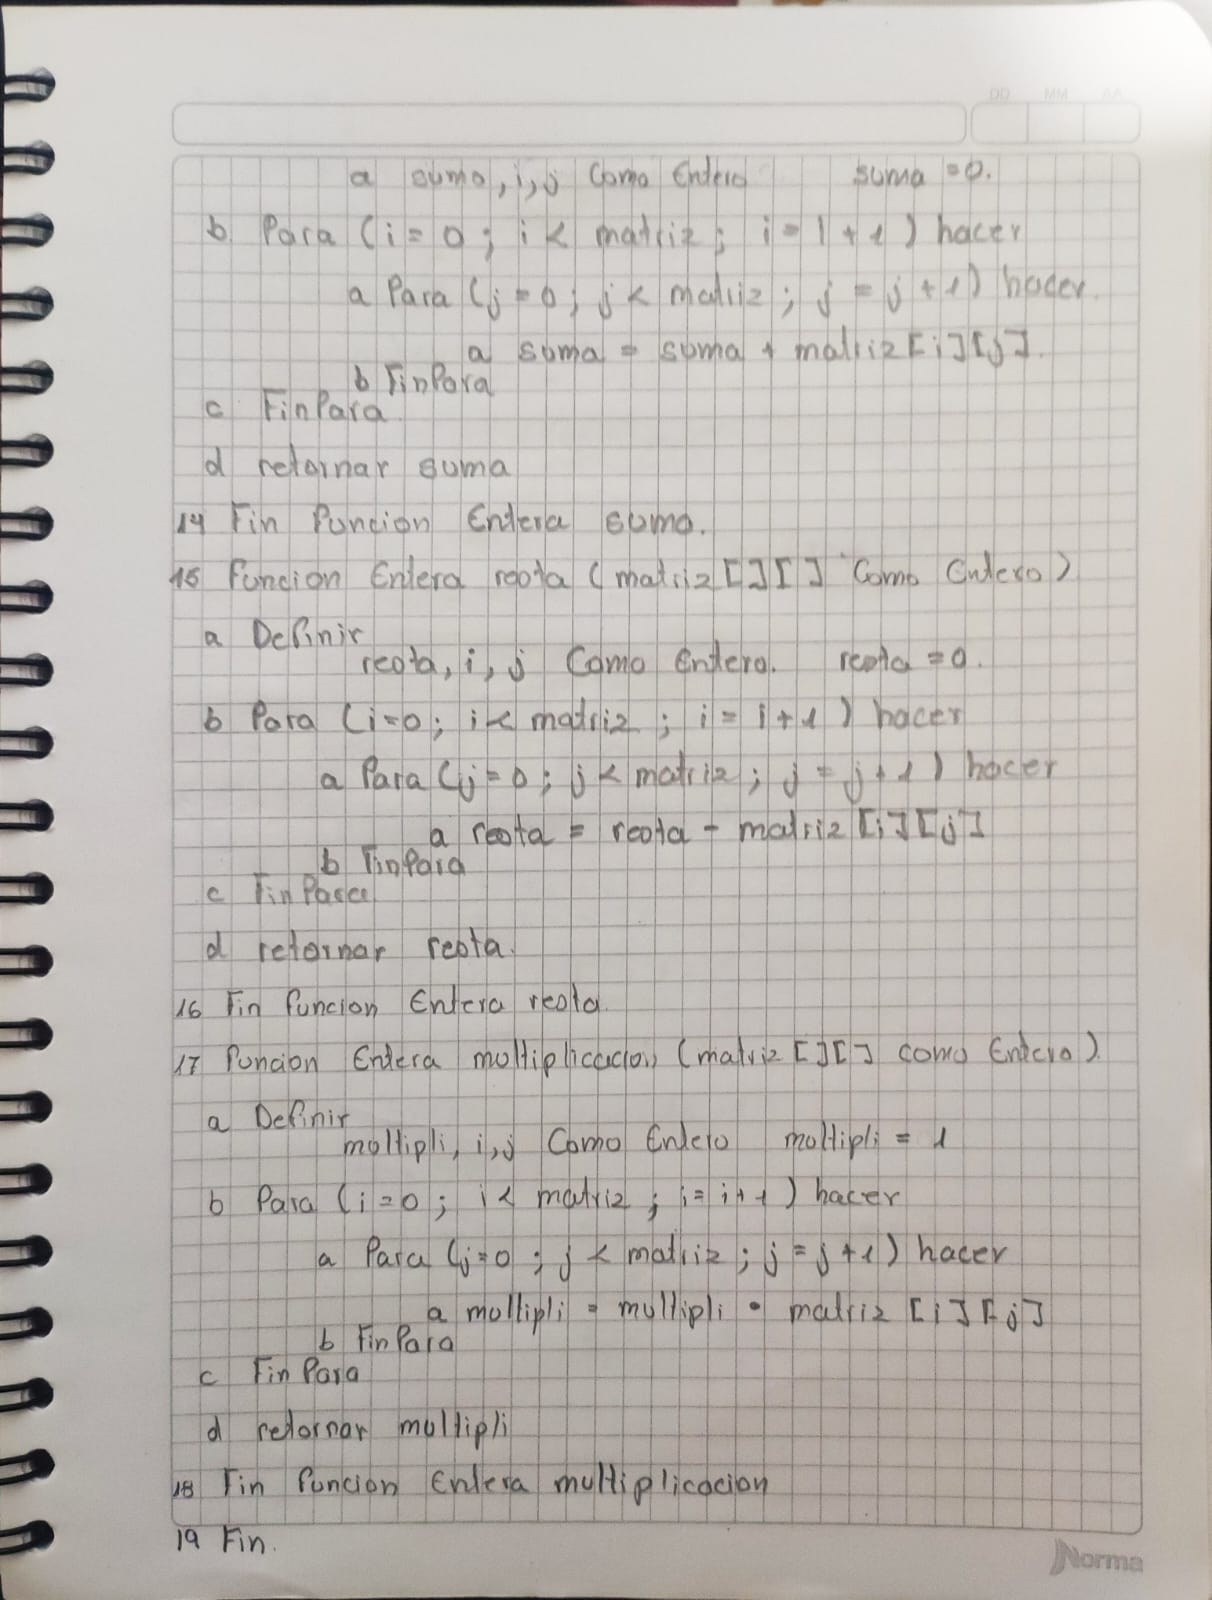 DD MM AA
a suma, i, j Como Entero suma = 0.
b Para (i = 0; i < matriz; i = i + 1) hacer
a Para (j = 0; j < matriz; j = j + 1) hacer.
a suma = suma + matriz[i][j].
b FinPara
c FinPara.
d retornar suma
14 Fin funcion Entera suma.
15 funcion Entera resta (matriz[][] Como Entero)
a Definir
resta, i, j Como Entero. resta = 0.
b Para (i=0; i< matriz; i = i+1) hacer
a Para (j=0; j < matriz; j = j+1) hacer
a resta = resta - matriz[i][j]
b FinPara
c FinPara
d retornar resta.
16 Fin funcion Entera resta.
17 funcion Entera multiplicacion (matriz[][] como Entero).
a Definir
multipli, i, j Como Entero multipli = 1
b Para (i=0; i< matriz; i= i+1) hacer
a Para (j=0; j < matriz; j = j+1) hacer
a multipli = multipli • matriz [i][j]
b FinPara
c FinPara
d retornar multipli
18 Fin funcion Entera multiplicacion
19 Fin.
Norma